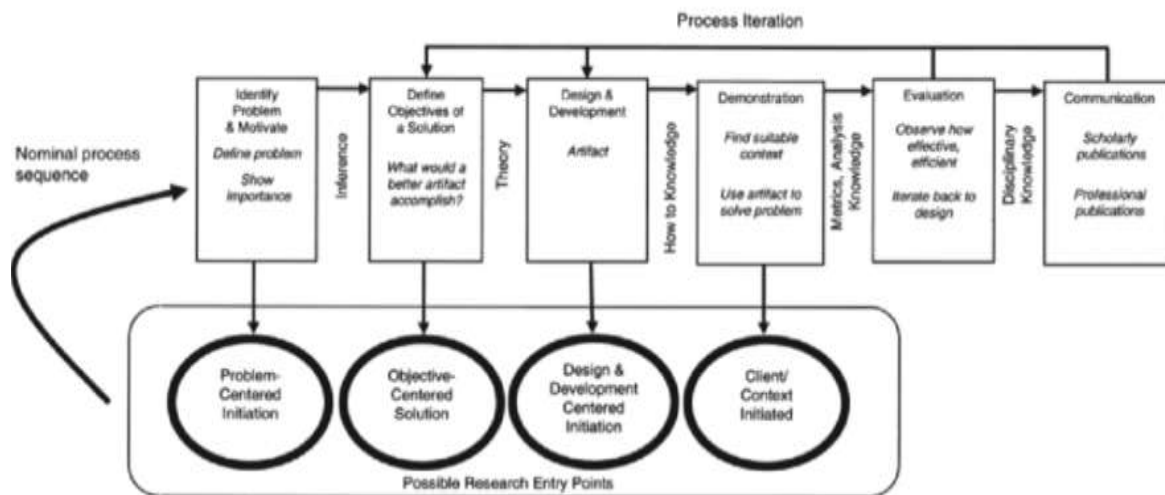 Process Iteration
Nominal process
sequence
Identify
Problem
& Motivate
Define problem
Show
importance
Inference
Define
Objectives of
a Solution
What would a
better artifact
accomplish?
Theory
Design &
Development
Artifact
How to Knowledge
Demonstration
Find suitable
context
Use artifact to
solve problem
Metrics, Analysis
Knowledge
Evaluation
Observe how
effective,
efficient
Iterate back to
design
Disciplinary
Knowledge
Communication
Scholarly
publications
Professional
publications
Problem-
Centered
Initiation
Objective-
Centered
Solution
Design &
Development
Centered
Initiation
Client/
Context
Initiated
Possible Research Entry Points